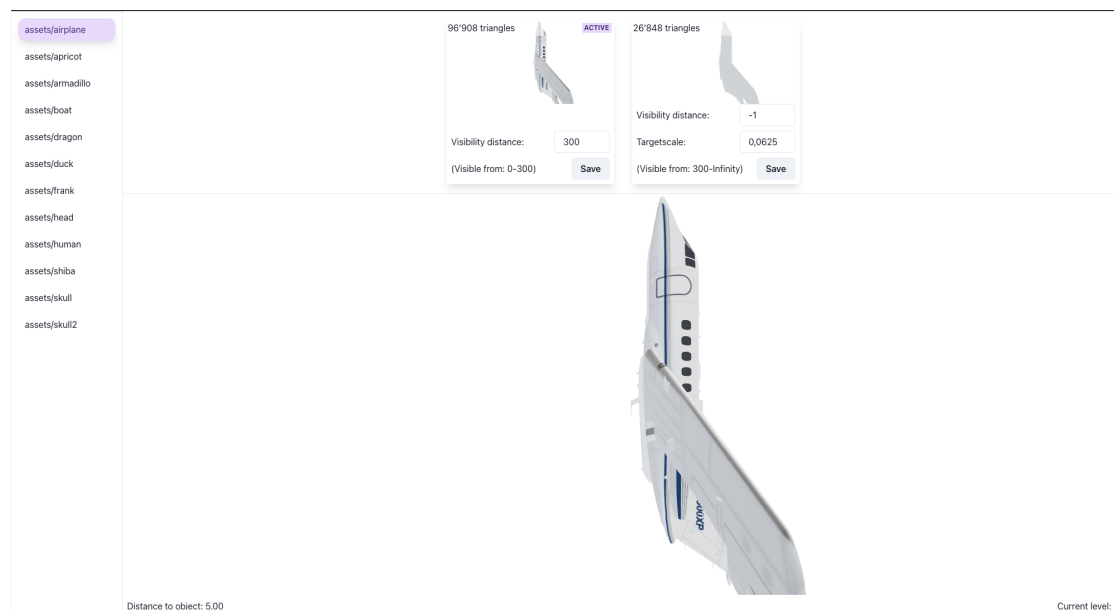 assets/airplane
assets/apricot
assets/armadillo
assets/boat
assets/dragon
assets/duck
assets/frank
assets/head
assets/human
assets/shiba
assets/skull
assets/skull2
96’908 triangles ACTIVE
Visibility distance: 300
(Visible from: 0-300) Save
26’848 triangles
Visibility distance: -1
Targetscale: 0,0625
(Visible from: 300-Infinity) Save
00XP
Distance to object: 5.00
Current level: